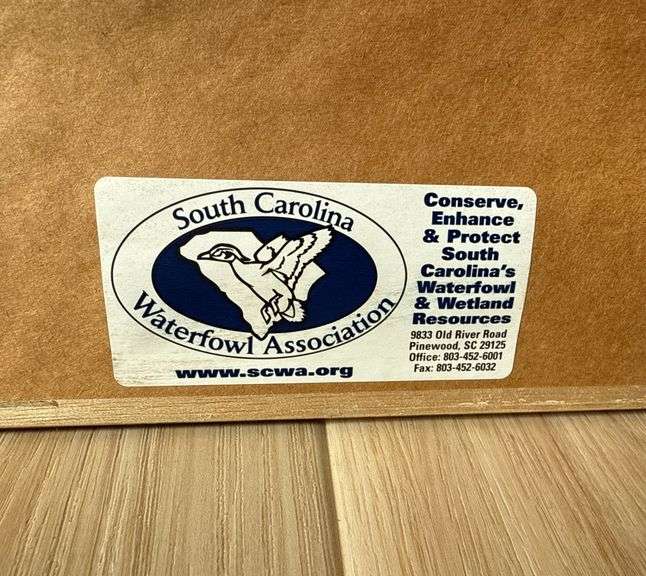 South Carolina
Waterfowl Association
www.scwa.org
Conserve,
Enhance
& Protect
South
Carolina's
Waterfowl
& Wetland
Resources
9833 Old River Road
Pinewood, SC 29125
Office: 803-452-6001
Fax: 803-452-6032